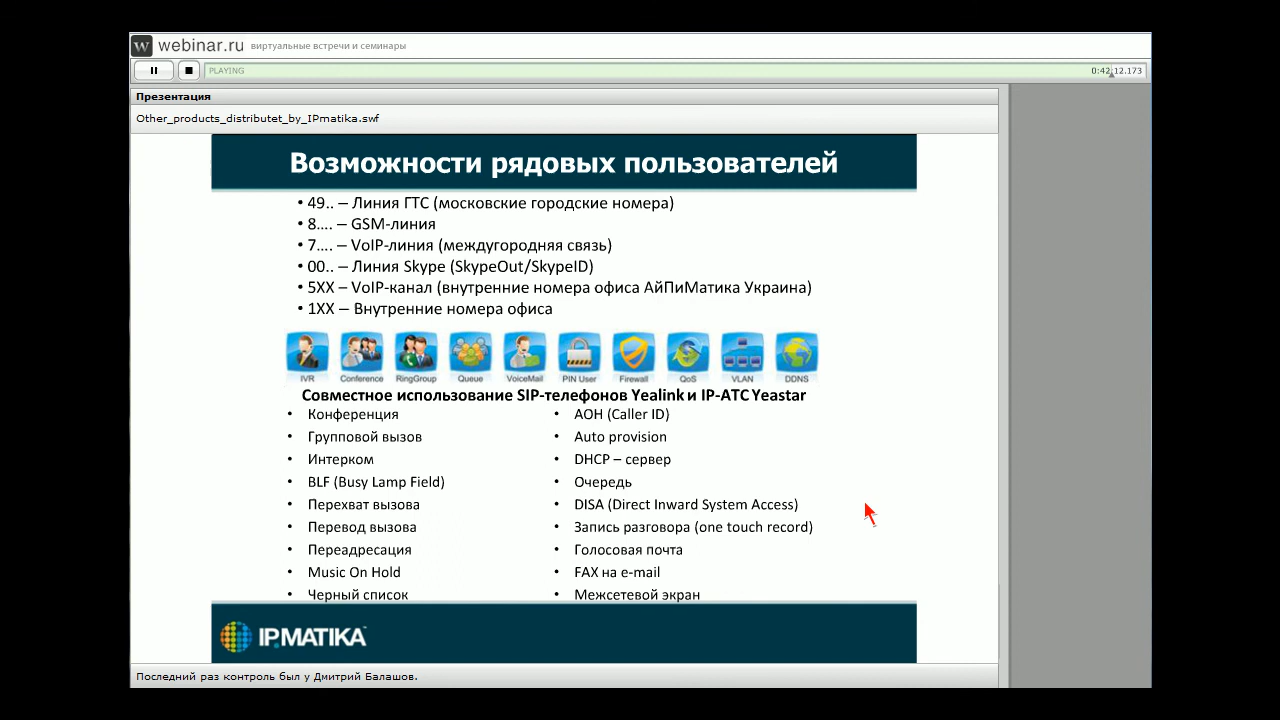 webinar.ru виртуальные встречи и семинары
PLAYING 0:42:12.173
Презентация
Other_products_distributet_by_IPmatika.swf
Возможности рядовых пользователей
• 49.. – Линия ГТС (московские городские номера)
• 8.... – GSM-линия
• 7.... – VoIP-линия (междугородняя связь)
• 00.. – Линия Skype (SkypeOut/SkypeID)
• 5XX – VoIP-канал (внутренние номера офиса АйПиМатика Украина)
• 1XX – Внутренние номера офиса
IVR Conference RingGroup Queue VoiceMail PIN User Firewall QoS VLAN DDNS
Совместное использование SIP-телефонов Yealink и IP-АТС Yeastar
• Конференция
• Групповой вызов
• Интерком
• BLF (Busy Lamp Field)
• Перехват вызова
• Перевод вызова
• Переадресация
• Music On Hold
• Черный список
• АОН (Caller ID)
• Auto provision
• DHCP – сервер
• Очередь
• DISA (Direct Inward System Access)
• Запись разговора (one touch record)
• Голосовая почта
• FAX на e-mail
• Межсетевой экран
IPMATIKA
Последний раз контроль был у Дмитрий Балашов.